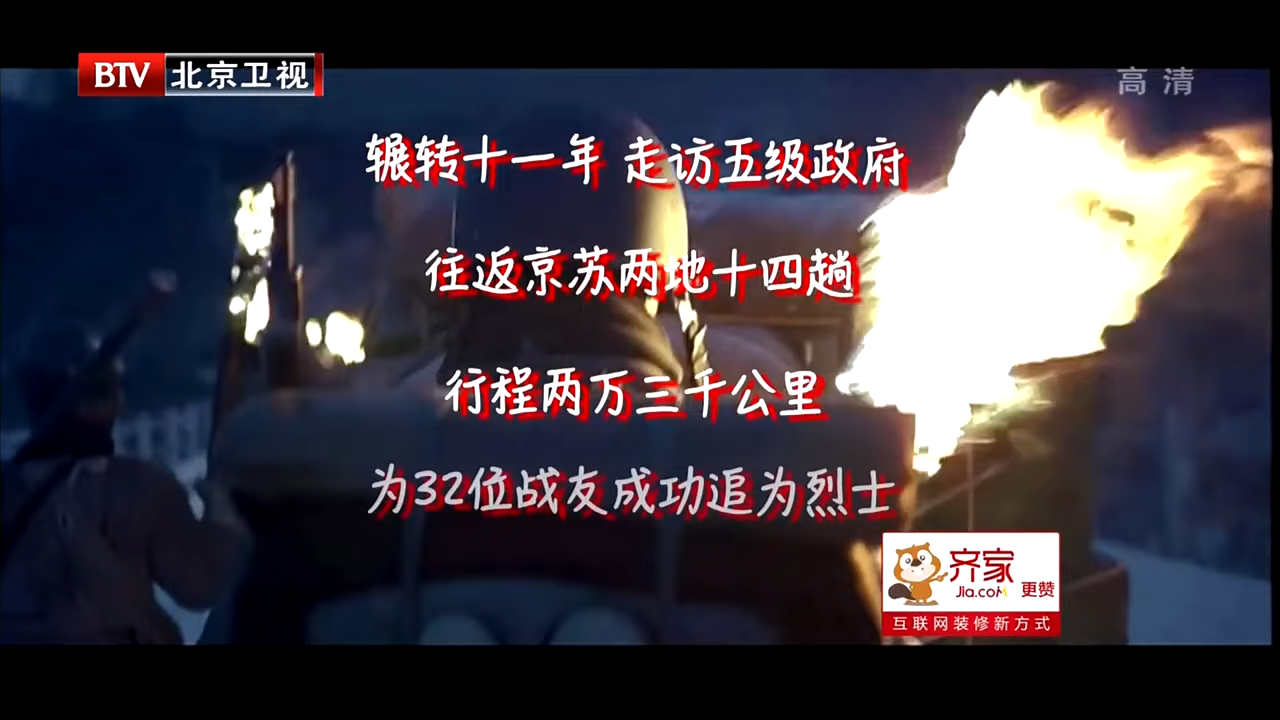 BTV 北京卫视
高清
辗转十一年 走访五级政府
往返京苏两地十四趟
行程两万三千公里
为32位战友成功追为烈士
齐家
Jia.com 更赞
互联网装修新方式